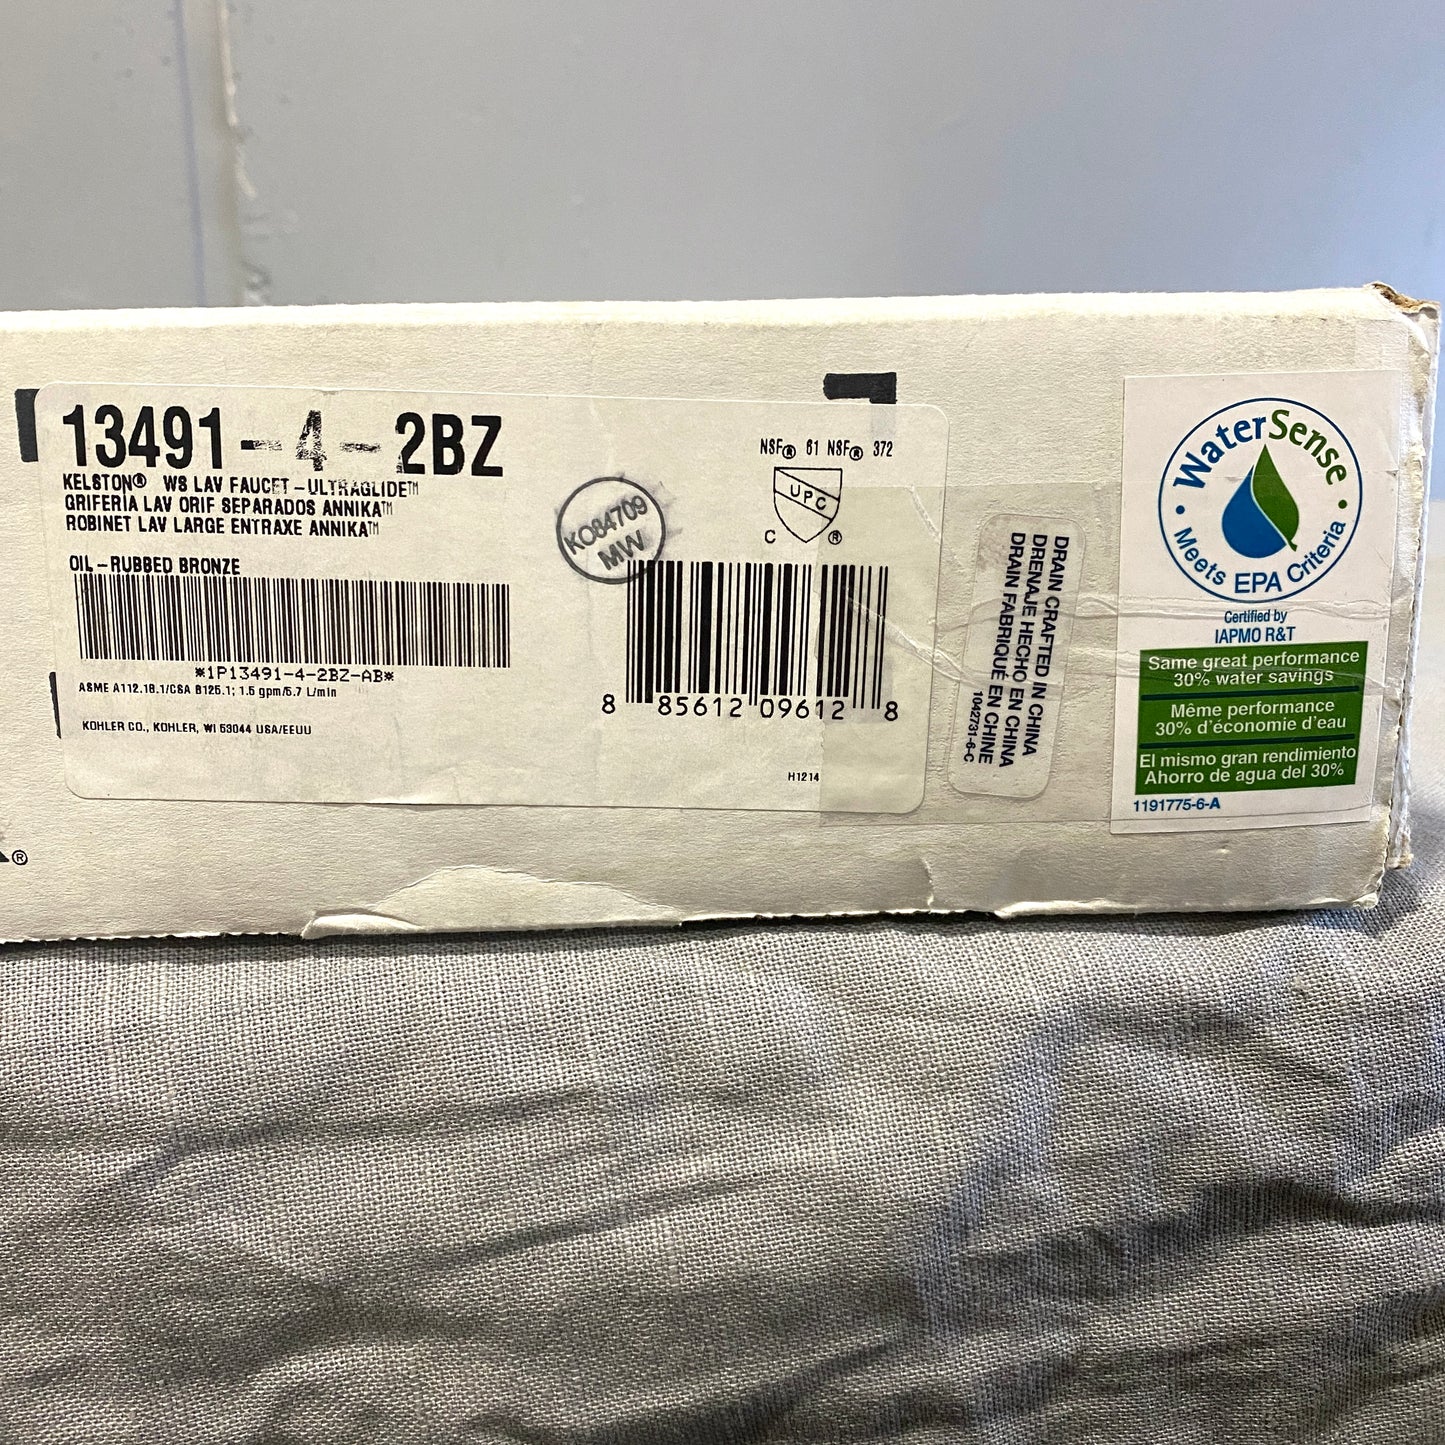 13491-4-2BZ
KELSTON® WS LAV FAUCET-ULTRAGLIDE™
GRIFERIA LAV ORIF SEPARADOS ANNIKA™
ROBINET LAV LARGE ENTRAXE ANNIKA™
OIL-RUBBED BRONZE
*1P13491-4-2BZ-AB*
ASME A112.18.1/CSA B125.1; 1.5 gpm/5.7 L/min
KOHLER CO., KOHLER, WI 53044 USA/EEUU
K084709
MW
NSF® 61 NSF® 372
UPC
C ®
8 85612 09612 8
H1214
DRAIN CRAFTED IN CHINA
DRENAJE HECHO EN CHINA
DRAIN FABRIQUÉ EN CHINE
1042731-6-C
WaterSense
• Meets EPA Criteria •
Certified by
IAPMO R&T
Same great performance
30% water savings
Même performance
30% d'économie d'eau
El mismo gran rendimiento
Ahorro de agua del 30%
1191775-6-A
®